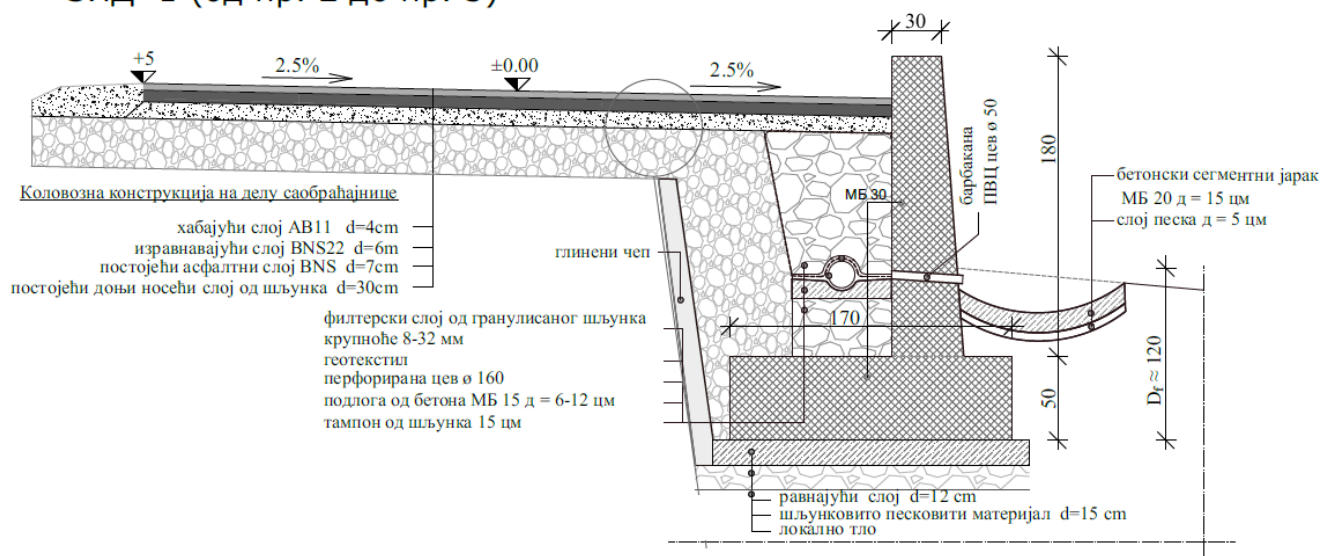 30
+5
2.5%
±0.00
2.5%
180
барбакана
ПВЦ цев ø 50
МБ 30
бетонски сегментни јарак
МБ 20 д = 15 цм
слој песка д = 5 цм
Коловозна конструкција на делу саобраћајнице
хабајући слој AB11 d=4cm
изравнавајући слој BNS22 d=6m
постојећи асфалтни слој BNS d=7cm
постојећи доњи носећи слој од шљунка d=30cm
глинени чеп
филтерски слој од гранулисаног шљунка
крупноће 8-32 мм
геотекстил
перфорирана цев ø 160
подлога од бетона МБ 15 д = 6-12 цм
тампон од шљунка 15 цм
170
50
Df ≈ 120
равнајући слој d=12 cm
шљунковито песковити материјал d=15 cm
локално тло